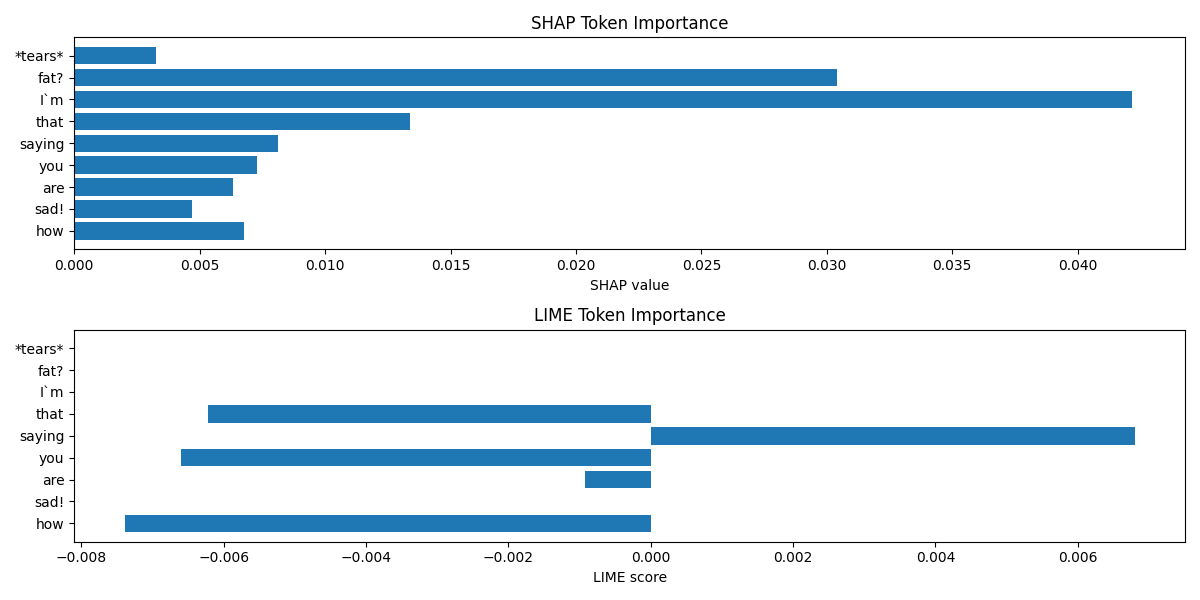 SHAP Token Importance
*tears*
fat?
I`m
that
saying
you
are
sad!
how
0.000 0.005 0.010 0.015 0.020 0.025 0.030 0.035 0.040
SHAP value
LIME Token Importance
*tears*
fat?
I`m
that
saying
you
are
sad!
how
−0.008 −0.006 −0.004 −0.002 0.000 0.002 0.004 0.006
LIME score